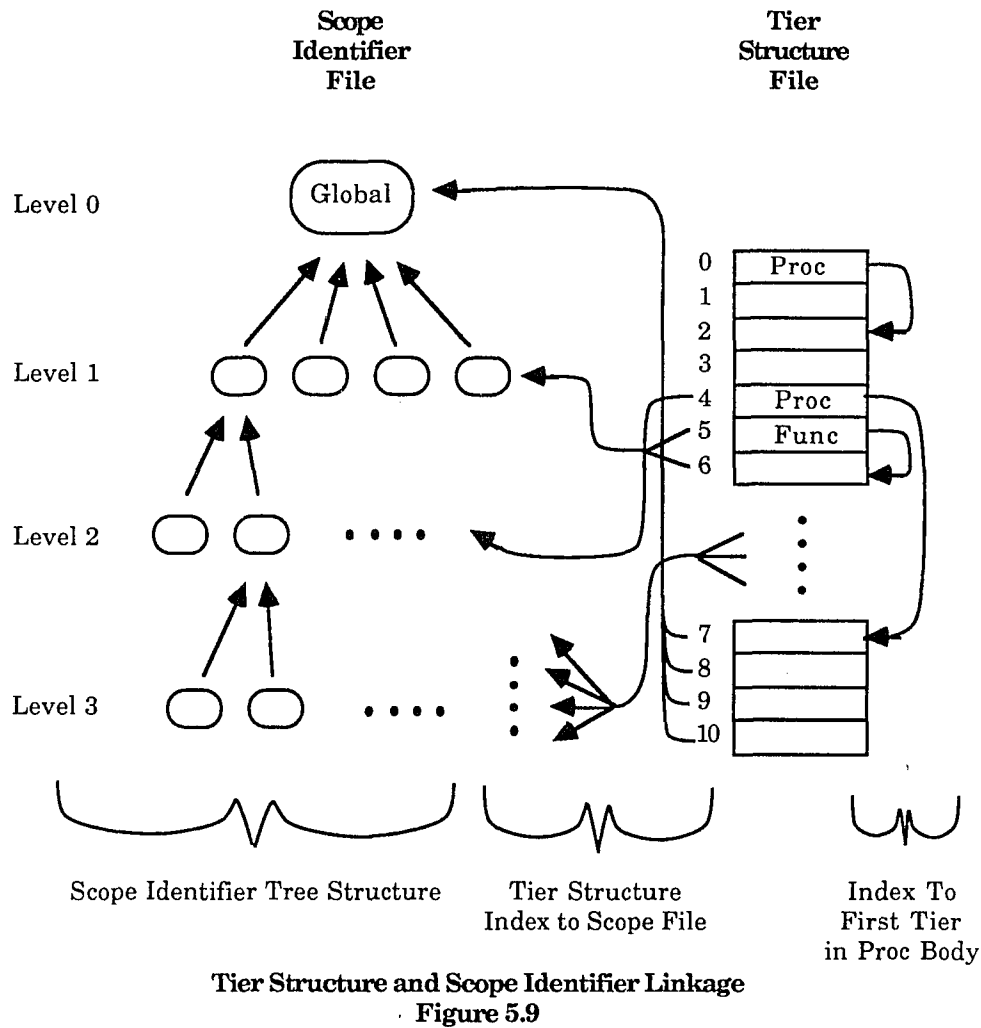 Scope
Identifier
File
Tier
Structure
File
Level 0
Global
0 Proc
1
2
3
Level 1
4 Proc
5 Func
6
Level 2
7
8
Level 3
9
10
Scope Identifier Tree Structure
Tier Structure
Index to Scope File
Index To
First Tier
in Proc Body
Tier Structure and Scope Identifier Linkage
Figure 5.9